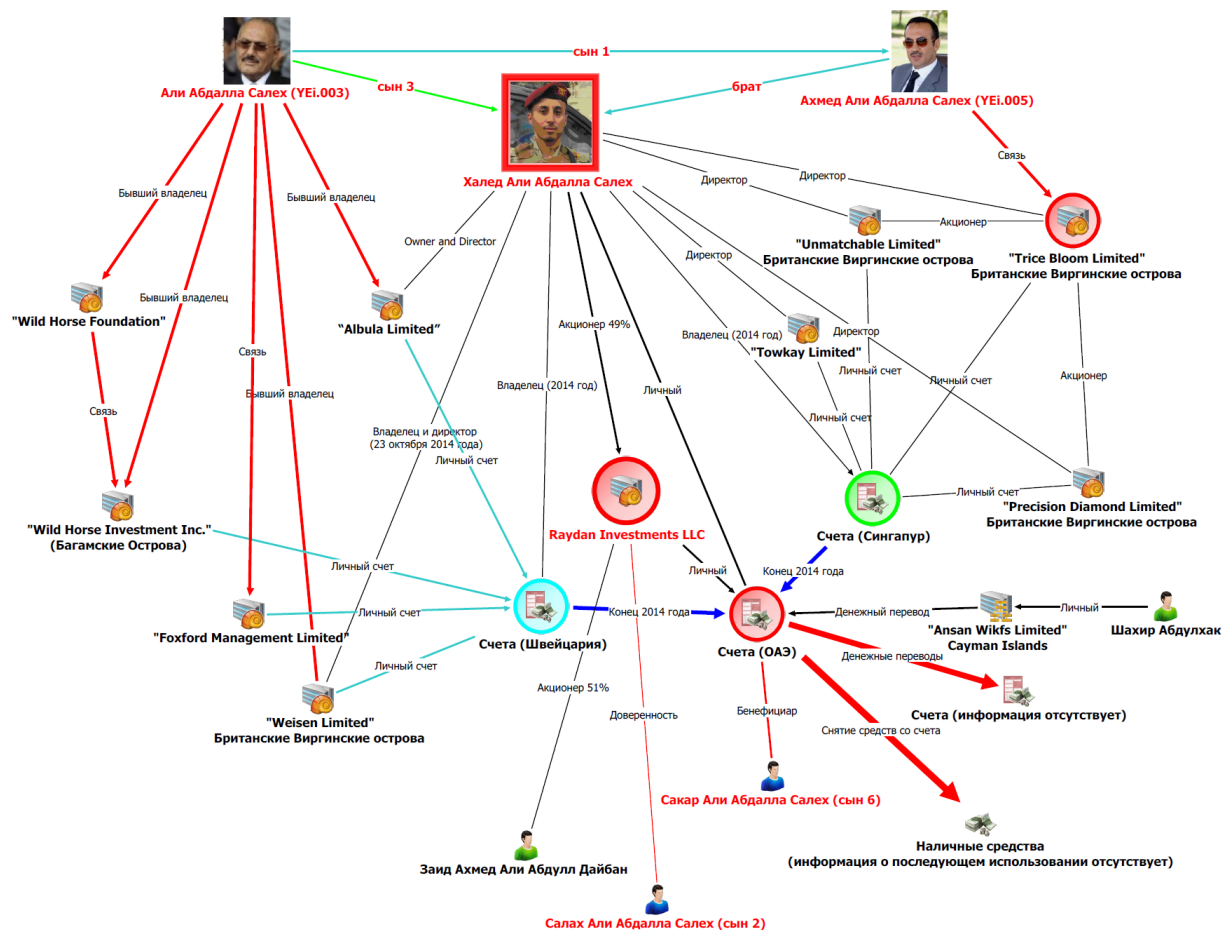 сын 1
Али Абдалла Салех (YEi.003)
сын 3
брат
Ахмед Али Абдалла Салех (YEi.005)
Связь
Халед Али Абдалла Салех
Директор
Директор
Бывший владелец
Бывший владелец
Owner and Director
Акционер
"Unmatchable Limited"
Британские Виргинские острова
"Trice Bloom Limited"
Британские Виргинские острова
Директор
Бывший владелец
"Wild Horse Foundation"
“Albula Limited”
Акционер 49%
Владелец (2014 год)
Директор
"Towkay Limited"
Связь
Личный счет
Личный счет
Акционер
Бывший владелец
Владелец (2014 год)
Личный
Связь
Личный счет
Владелец и директор
(23 октября 2014 года)
Личный счет
Личный счет
"Wild Horse Investment Inc."
(Багамские Острова)
"Precision Diamond Limited"
Британские Виргинские острова
Raydan Investments LLC
Счета (Сингапур)
Личный счет
Личный
Конец 2014 года
Личный счет
Конец 2014 года
Денежный перевод
Личный
"Foxford Management Limited"
Счета (Швейцария)
Счета (ОАЭ)
"Ansan Wikfs Limited"
Cayman Islands
Шахир Абдулхак
Личный счет
Денежные переводы
Акционер 51%
Бенефициар
Доверенность
Счета (информация отсутствует)
"Weisen Limited"
Британские Виргинские острова
Снятие средств со счета
Сакар Али Абдалла Салех (сын 6)
Наличные средства
(информация о последующем использовании отсутствует)
Заид Ахмед Али Абдулл Дайбан
Салах Али Абдалла Салех (сын 2)